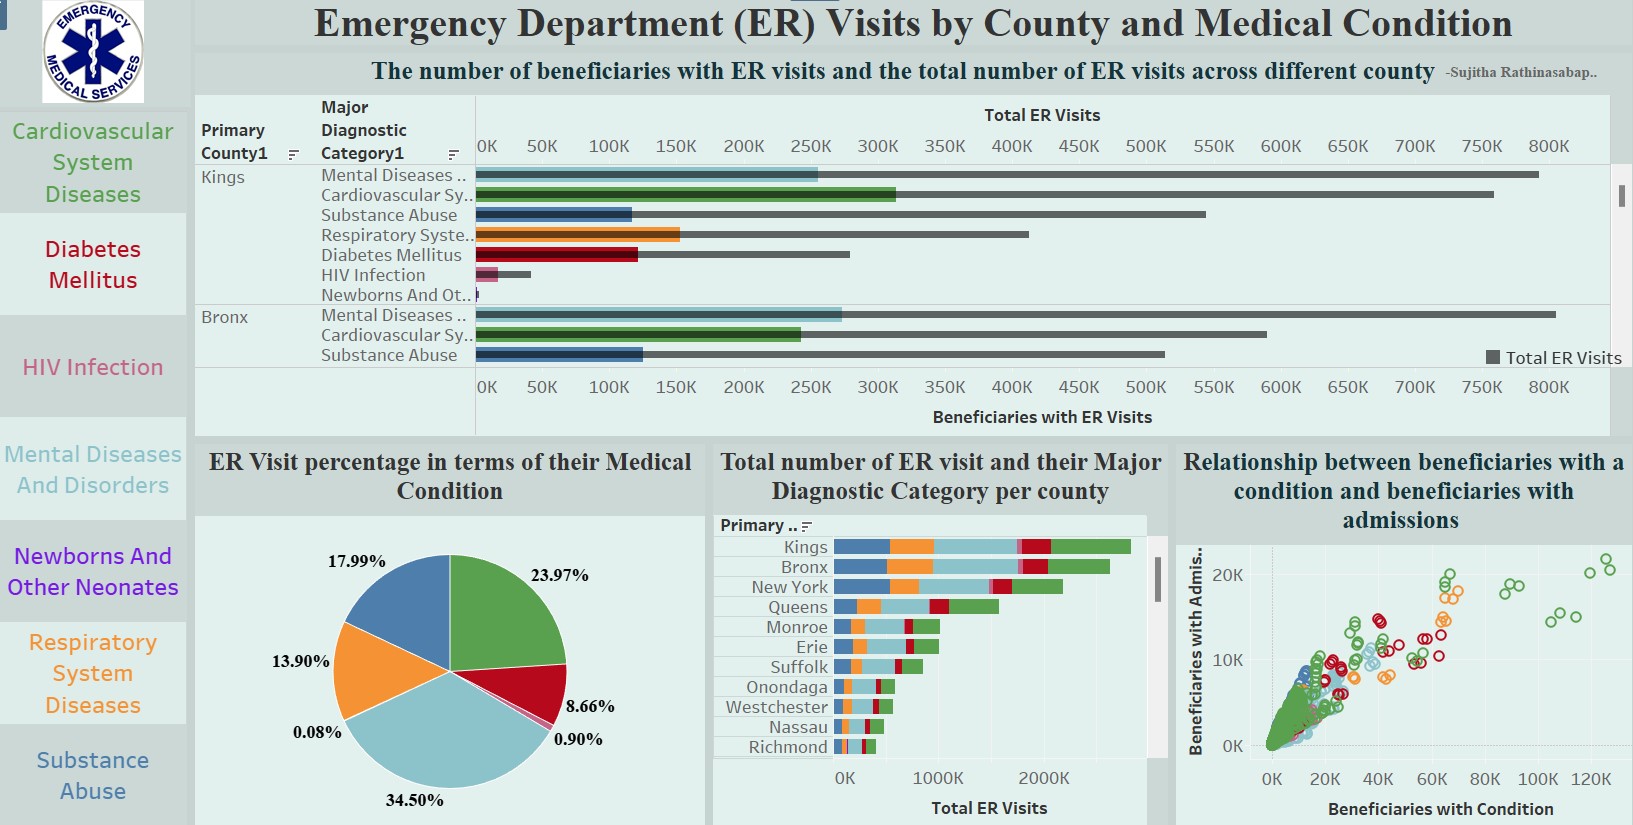 EMERGENCY
MEDICAL SERVICES
Emergency Department (ER) Visits by County and Medical Condition
The number of beneficiaries with ER visits and the total number of ER visits across different county -Sujitha Rathinasabap..
Cardiovascular
System
Diseases
Diabetes
Mellitus
HIV Infection
Mental Diseases
And Disorders
Newborns And
Other Neonates
Respiratory
System
Diseases
Substance
Abuse
Primary
County1
Major
Diagnostic
Category1
Total ER Visits
0K 50K 100K 150K 200K 250K 300K 350K 400K 450K 500K 550K 600K 650K 700K 750K 800K
Kings Mental Diseases ..
Cardiovascular Sy..
Substance Abuse
Respiratory Syste..
Diabetes Mellitus
HIV Infection
Newborns And Ot..
Bronx Mental Diseases ..
Cardiovascular Sy..
Substance Abuse
Total ER Visits
0K 50K 100K 150K 200K 250K 300K 350K 400K 450K 500K 550K 600K 650K 700K 750K 800K
Beneficiaries with ER Visits
ER Visit percentage in terms of their Medical
Condition
17.99%
23.97%
13.90%
8.66%
0.08%
0.90%
34.50%
Total number of ER visit and their Major
Diagnostic Category per county
Primary ..
Kings
Bronx
New York
Queens
Monroe
Erie
Suffolk
Onondaga
Westchester
Nassau
Richmond
0K 1000K 2000K
Total ER Visits
Relationship between beneficiaries with a
condition and beneficiaries with
admissions
Beneficiaries with Admis..
20K
10K
0K
0K 20K 40K 60K 80K 100K 120K
Beneficiaries with Condition